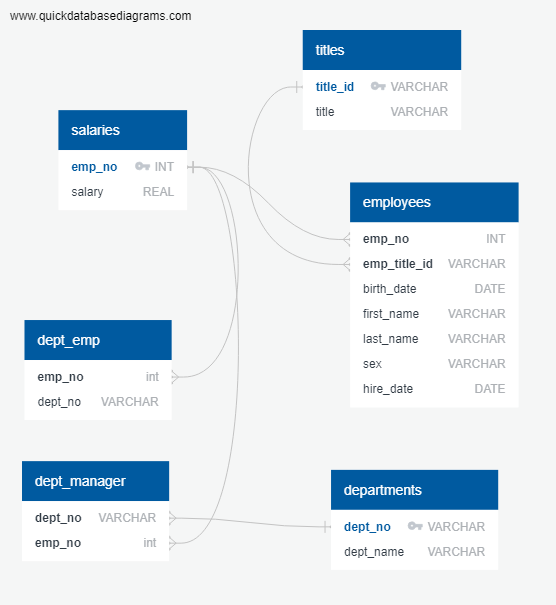 www.quickdatabasediagrams.com
titles
title_id VARCHAR
title VARCHAR
salaries
emp_no INT
salary REAL
employees
emp_no INT
emp_title_id VARCHAR
birth_date DATE
first_name VARCHAR
last_name VARCHAR
sex VARCHAR
hire_date DATE
dept_emp
emp_no int
dept_no VARCHAR
dept_manager
dept_no VARCHAR
emp_no int
departments
dept_no VARCHAR
dept_name VARCHAR